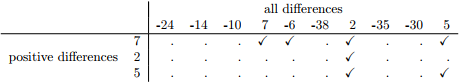 all differences
-24 -14 -10 7 -6 -38 2 -35 -30 5
7 . . . ✓ ✓ . ✓ . . ✓
positive differences 2 . . . . . . ✓ . . .
5 . . . . . . ✓ . . ✓